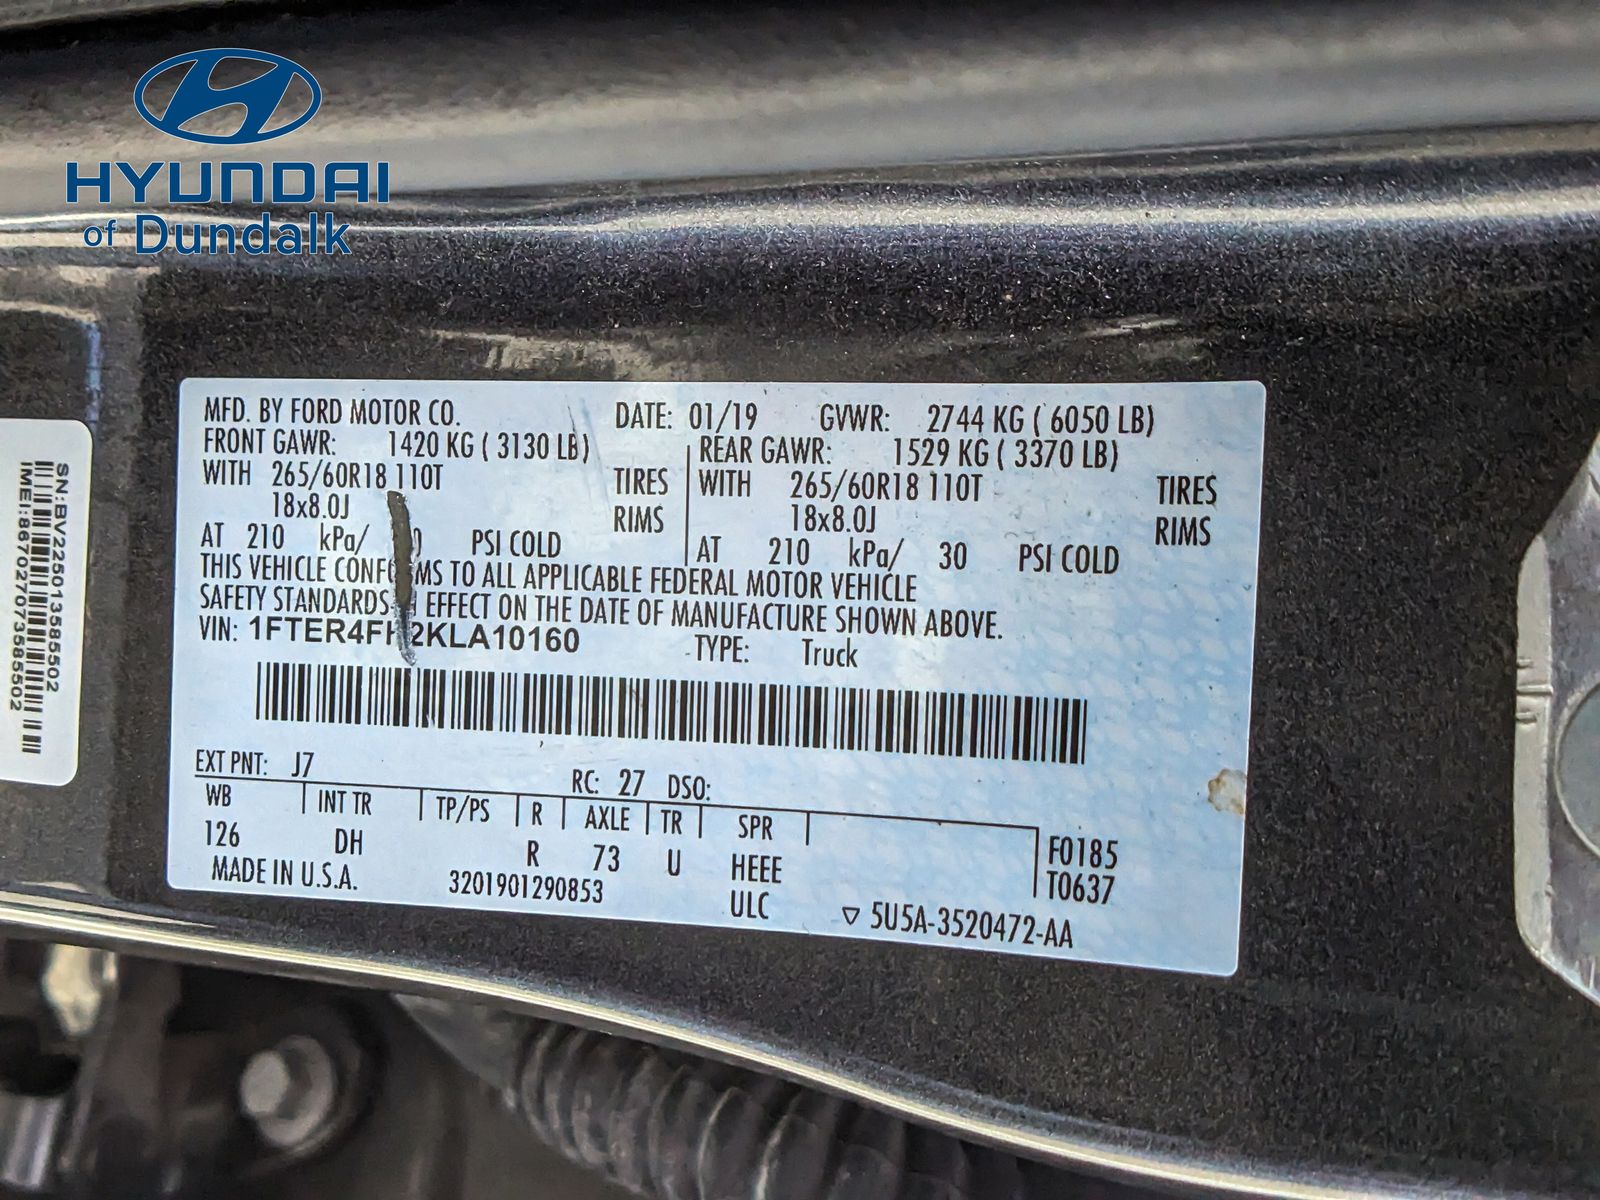 HYUNDAI
of Dundalk
MFD. BY FORD MOTOR CO. DATE: 01/19 GVWR: 2744 KG ( 6050 LB)
FRONT GAWR: 1420 KG ( 3130 LB) REAR GAWR: 1529 KG ( 3370 LB)
WITH 265/60R18 110T TIRES WITH 265/60R18 110T TIRES
18x8.0J RIMS 18x8.0J RIMS
AT 210 kPa/ 0 PSI COLD AT 210 kPa/ 30 PSI COLD
THIS VEHICLE CONF MS TO ALL APPLICABLE FEDERAL MOTOR VEHICLE
SAFETY STANDARDS EFFECT ON THE DATE OF MANUFACTURE SHOWN ABOVE.
VIN: 1FTER4FH2KLA10160 TYPE: Truck
EXT PNT: J7 RC: 27 DSO:
WB INT TR TP/PS R AXLE TR SPR
126 DH R 73 U HEEE F0185
MADE IN U.S.A. 3201901290853 ULC T0637
▽ 5U5A-3520472-AA
SN:BV22501358 5502
IMEI:867027073585502